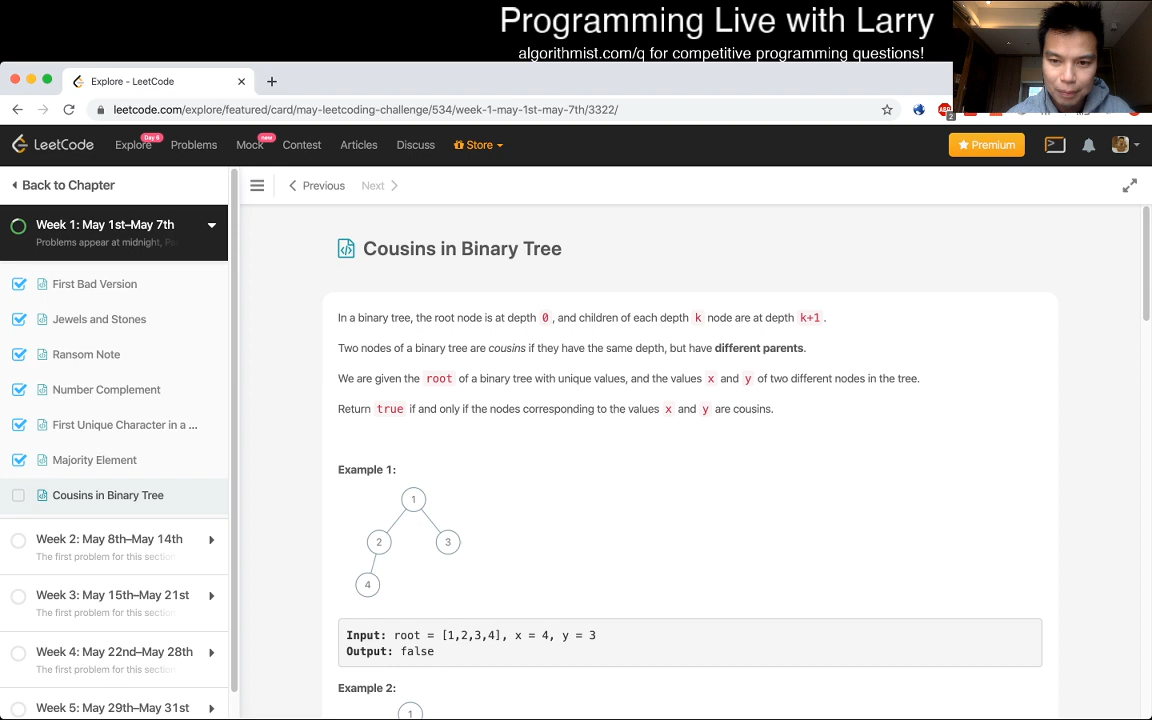 Programming Live with Larry
algorithmist.com/q for competitive programming questions!
Explore - LeetCode
leetcode.com/explore/featured/card/may-leetcoding-challenge/534/week-1-may-1st-may-7th/3322/
ABP
2
LeetCode
Explore
Day 6
Problems
Mock
new
Contest
Articles
Discuss
Store
Premium
Back to Chapter
Previous
Next
Week 1: May 1st–May 7th
Problems appear at midnight,
First Bad Version
Jewels and Stones
Ransom Note
Number Complement
First Unique Character in a ...
Majority Element
Cousins in Binary Tree
Week 2: May 8th–May 14th
The first problem for this section
Week 3: May 15th–May 21st
The first problem for this section
Week 4: May 22nd–May 28th
The first problem for this section
Week 5: May 29th–May 31st
Cousins in Binary Tree
In a binary tree, the root node is at depth 0, and children of each depth k node are at depth k+1.
Two nodes of a binary tree are cousins if they have the same depth, but have different parents.
We are given the root of a binary tree with unique values, and the values x and y of two different nodes in the tree.
Return true if and only if the nodes corresponding to the values x and y are cousins.
Example 1:
1
2 3
4
Input: root = [1,2,3,4], x = 4, y = 3
Output: false
Example 2:
1